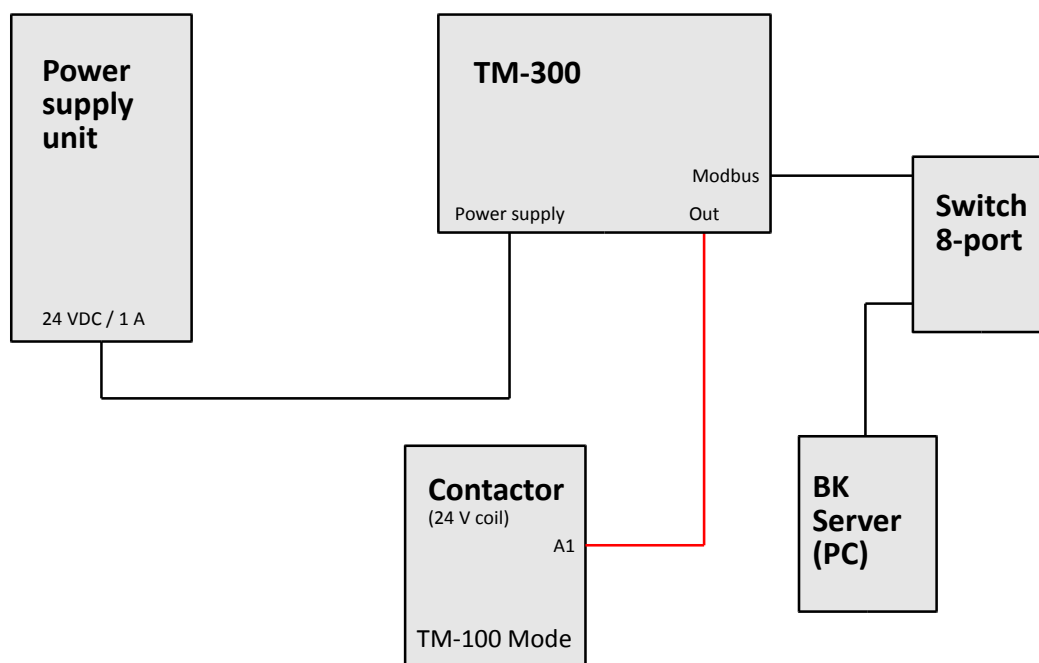 Power
supply
unit
24 VDC / 1 A
TM-300
Modbus
Power supply
Out
Switch
8-port
Contactor
(24 V coil)
A1
TM-100 Mode
BK
Server
(PC)